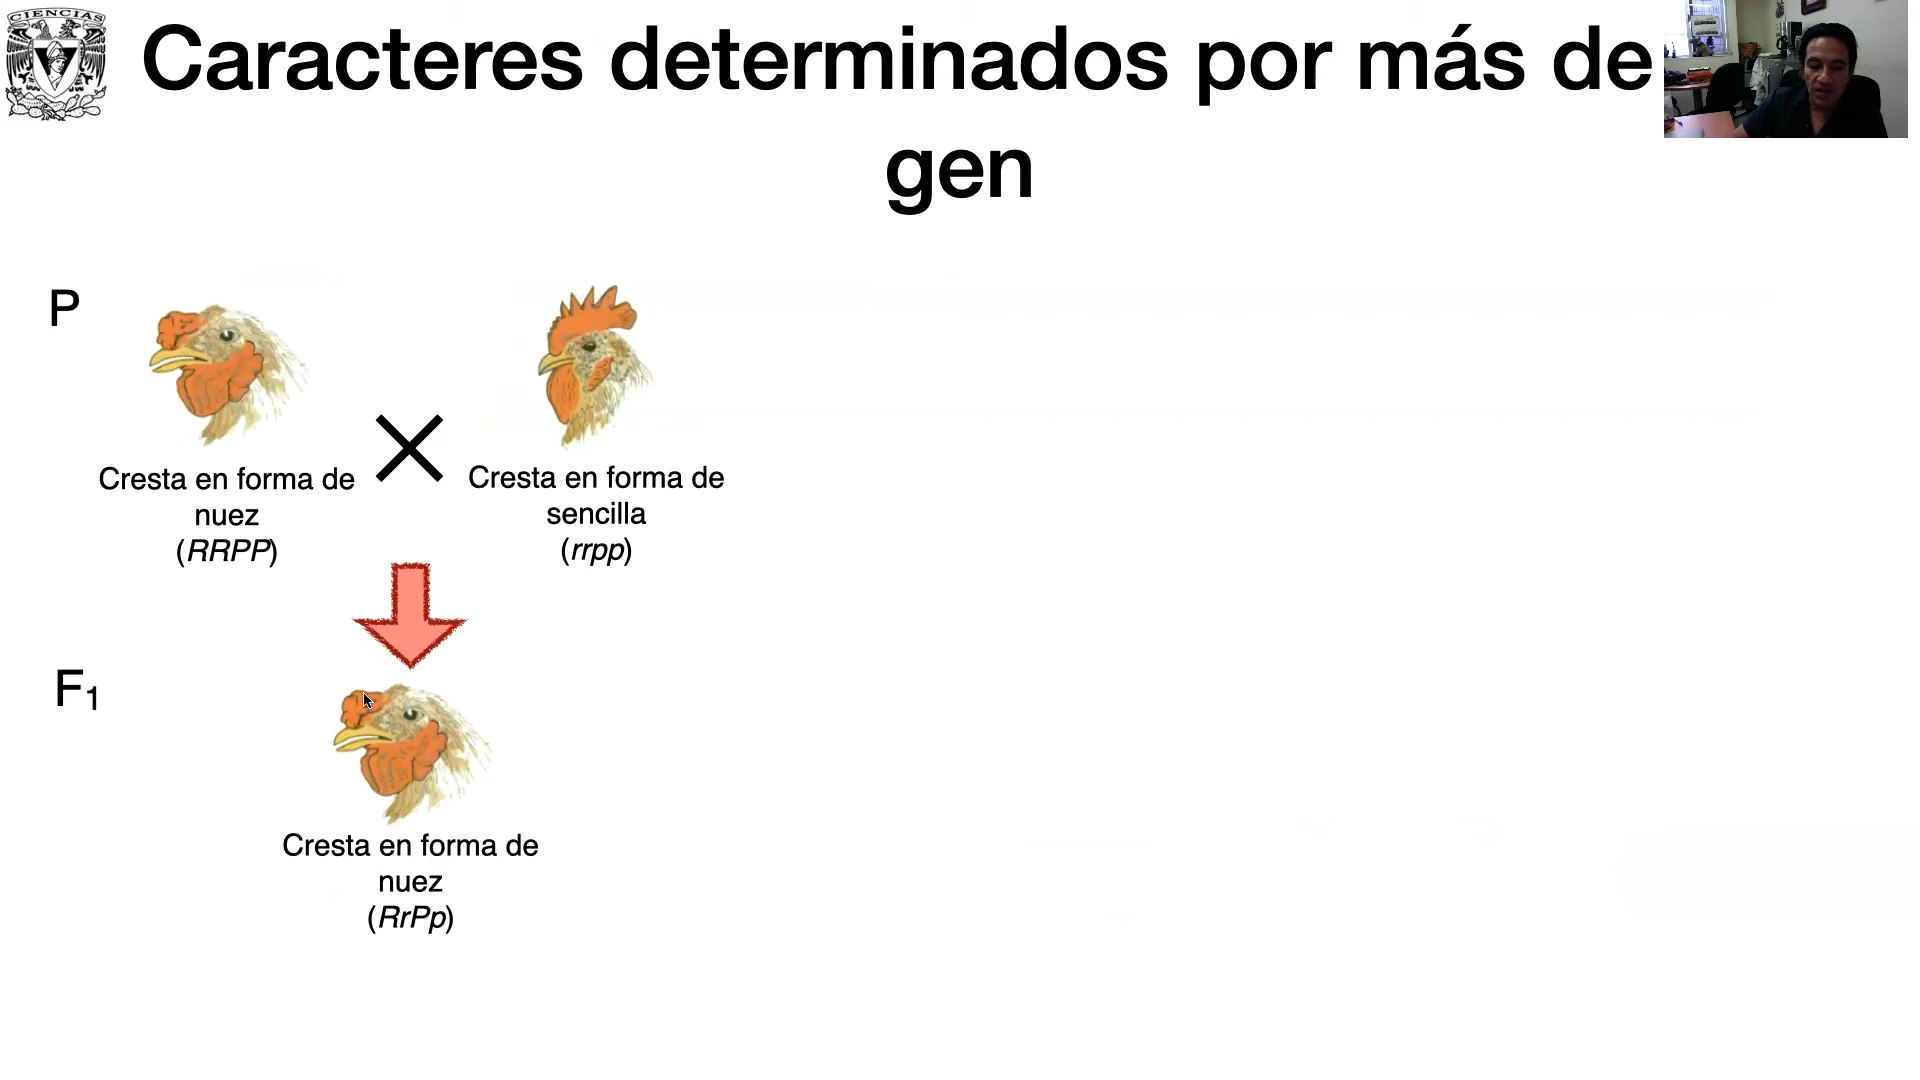 CIENCIAS
Caracteres determinados por más de
gen
P
Cresta en forma de
nuez
(RRPP)
Cresta en forma de
sencilla
(rrpp)
F₁
Cresta en forma de
nuez
(RrPp)